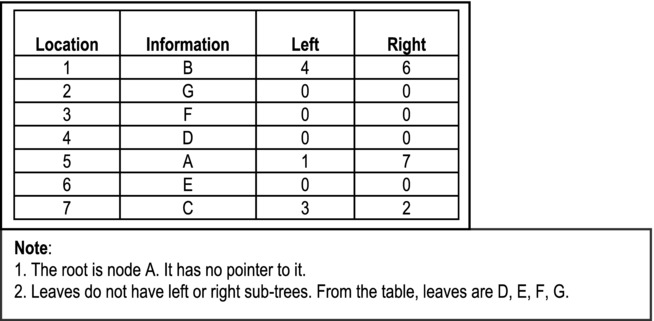 Location Information Left Right
1 B 4 6
2 G 0 0
3 F 0 0
4 D 0 0
5 A 1 7
6 E 0 0
7 C 3 2
Note:
1. The root is node A. It has no pointer to it.
2. Leaves do not have left or right sub-trees. From the table, leaves are D, E, F, G.